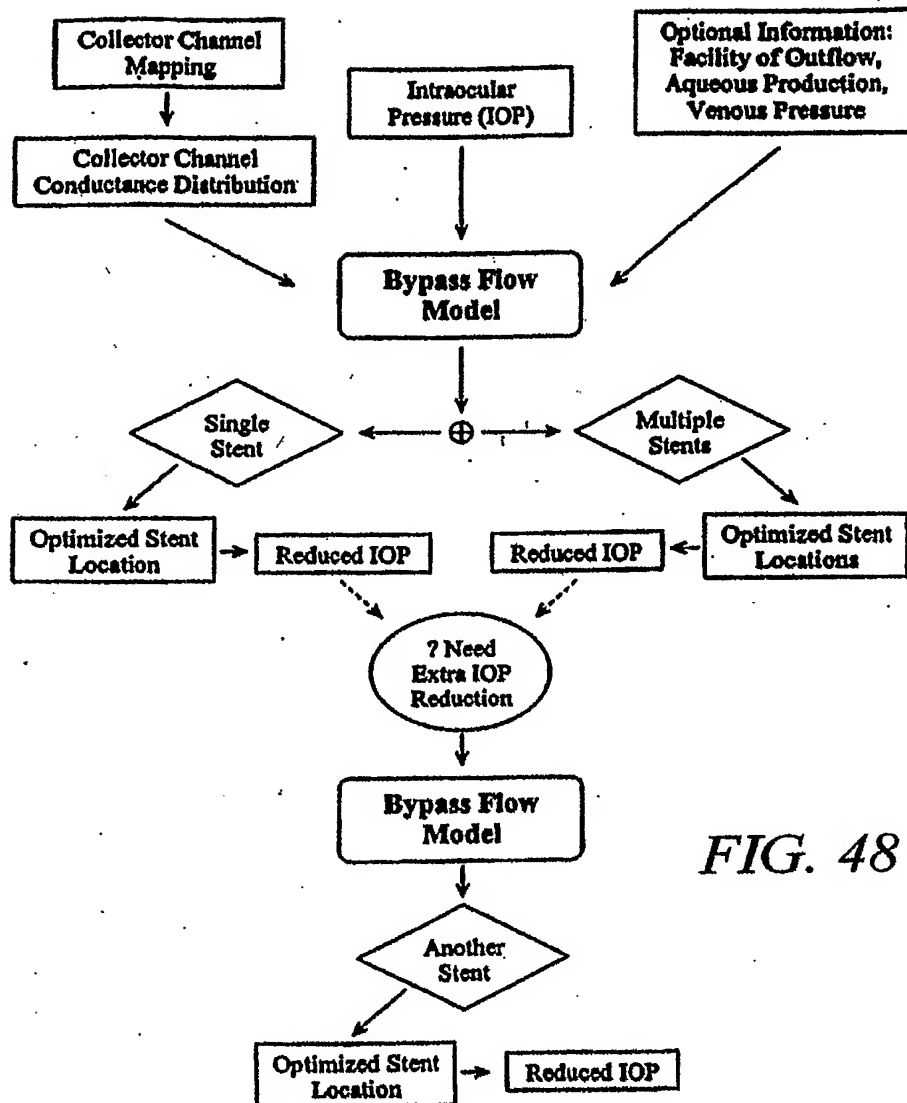 Collector Channel
Mapping
Intraocular
Pressure (IOP)
Optional Information:
Facility of Outflow,
Aqueous Production,
Venous Pressure
Collector Channel
Conductance Distribution
Bypass Flow
Model
Single
Stent
⊕
Multiple
Stents
Optimized Stent
Location
Reduced IOP
Reduced IOP
Optimized Stent
Locations
? Need
Extra IOP
Reduction
Bypass Flow
Model
FIG. 48
Another
Stent
Optimized Stent
Location
Reduced IOP